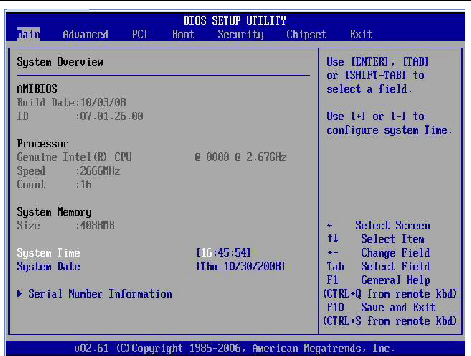 BIOS SETUP UTILITY
Main Advanced PCI Boot Security Chipset Exit
System Overview
AMIBIOS
Build Date:10/03/08
ID :07.01.26.00
Processor
Genuine Intel(R) CPU @ 0000 @ 2.67GHz
Speed :2666MHz
Count :16
System Memory
Size :4088MB
System Time [16:45:54]
System Date [Thu 10/30/2008]
Serial Number Information
Use [ENTER], [TAB]
or [SHIFT-TAB] to
select a field.
Use [+] or [-] to
configure system Time.
← Select Screen
↑↓ Select Item
+- Change Field
Tab Select Field
F1 General Help
(CTRL+Q from remote kbd)
F10 Save and Exit
(CTRL+S from remote kbd)
v02.61 (C)Copyright 1985-2006, American Megatrends, Inc.